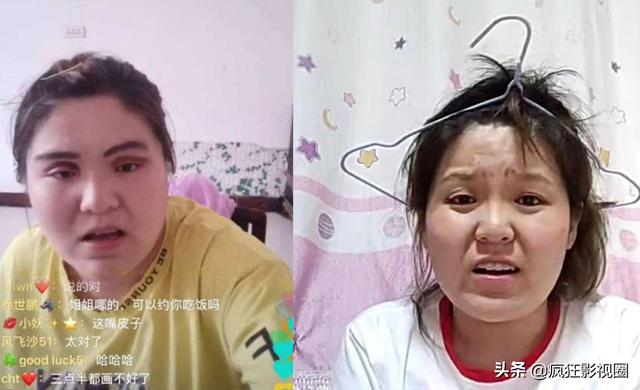 lwh❤️：说的对
乔世鹏🦇：姐姐哪的，可以约你吃饭吗
💋小妖✨⭐：这嘴皮子
风飞沙51：太对了
🍀good luck5：哈哈哈
cht❤️：三点半都画不好了
头条 @疯狂影视圈